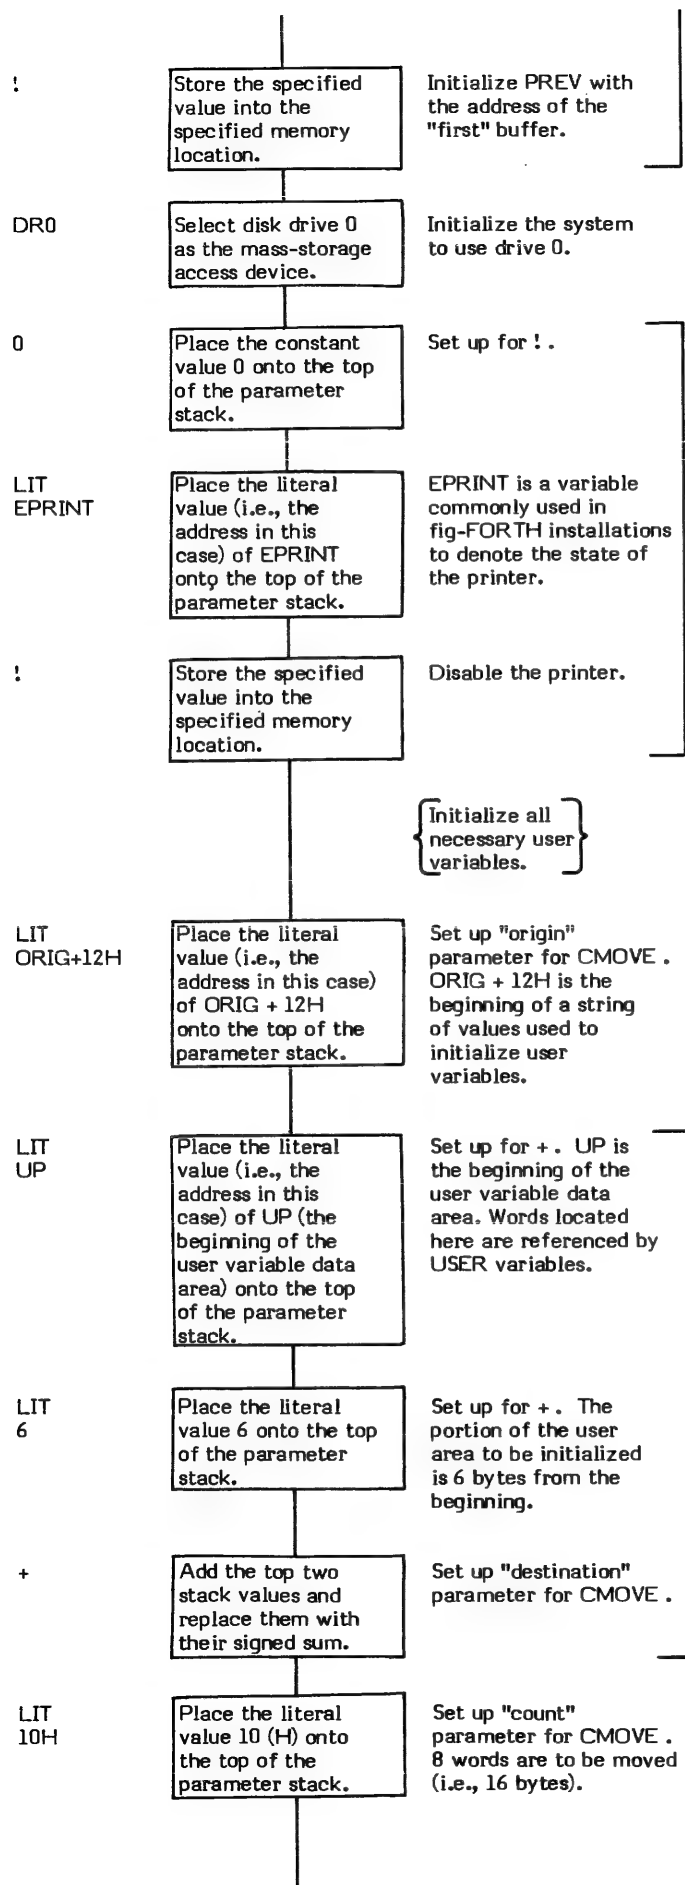 !
Store the specified
value into the
specified memory
location.
Initialize PREV with
the address of the
"first" buffer.
DR0
Select disk drive 0
as the mass-storage
access device.
Initialize the system
to use drive 0.
0
Place the constant
value 0 onto the top
of the parameter
stack.
Set up for ! .
LIT
EPRINT
Place the literal
value (i.e., the
address in this
case) of EPRINT
onto the top of the
parameter stack.
EPRINT is a variable
commonly used in
fig-FORTH installations
to denote the state of
the printer.
!
Store the specified
value into the
specified memory
location.
Disable the printer.
Initialize all
necessary user
variables.
LIT
ORIG+12H
Place the literal
value (i.e., the
address in this case)
of ORIG + 12H
onto the top of the
parameter stack.
Set up "origin"
parameter for CMOVE .
ORIG + 12H is the
beginning of a string
of values used to
initialize user
variables.
LIT
UP
Place the literal
value (i.e., the
address in this
case) of UP (the
beginning of the
user variable data
area) onto the top
of the parameter
stack.
Set up for + . UP is
the beginning of the
user variable data
area. Words located
here are referenced by
USER variables.
LIT
6
Place the literal
value 6 onto the top
of the parameter
stack.
Set up for + . The
portion of the user
area to be initialized
is 6 bytes from the
beginning.
+
Add the top two
stack values and
replace them with
their signed sum.
Set up "destination"
parameter for CMOVE .
LIT
10H
Place the literal
value 10 (H) onto
the top of the
parameter stack.
Set up "count"
parameter for CMOVE .
8 words are to be moved
(i.e., 16 bytes).